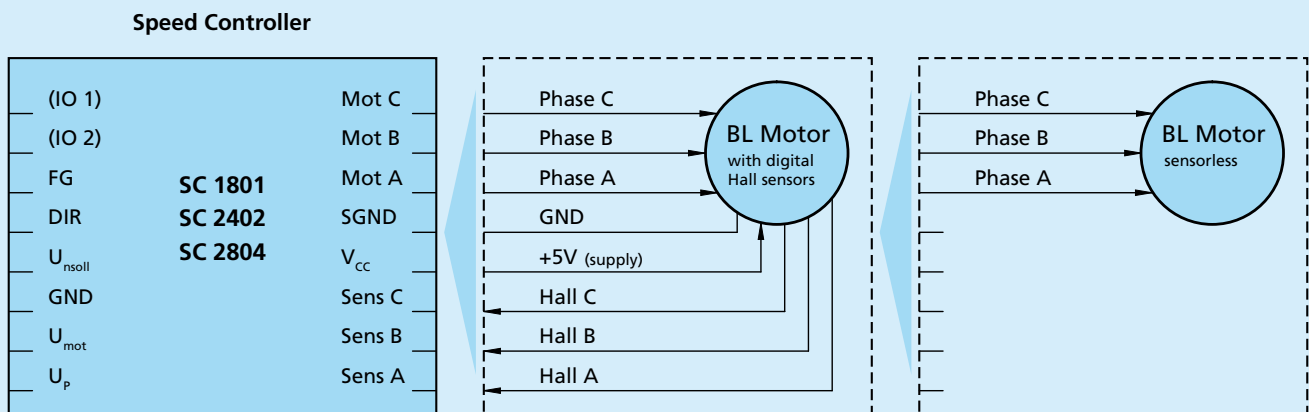 Speed Controller
(IO 1)
(IO 2)
FG
DIR
Unsoll
GND
Umot
UP
SC 1801
SC 2402
SC 2804
Mot C
Mot B
Mot A
SGND
VCC
Sens C
Sens B
Sens A
Phase C
Phase B
Phase A
GND
+5V (supply)
Hall C
Hall B
Hall A
BL Motor
with digital
Hall sensors
Phase C
Phase B
Phase A
BL Motor
sensorless